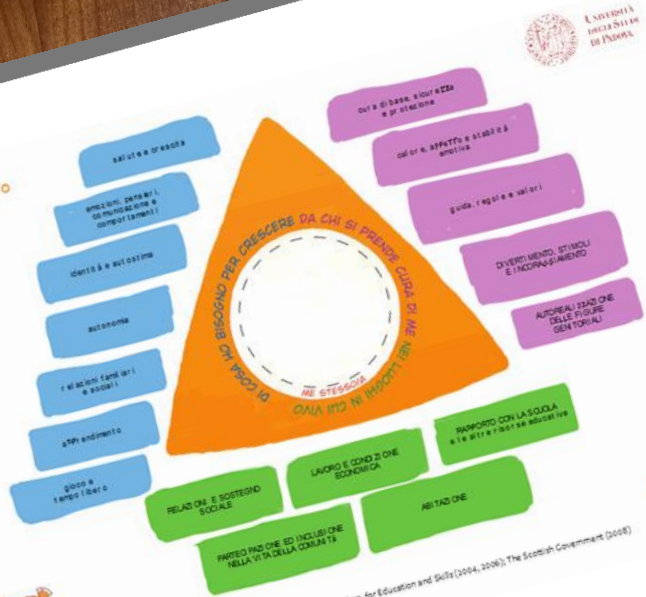 UNIVERSITÀ
DEGLI STUDI
DI PADOVA
salute e crescita
emozioni, pensieri,
comunicazione e
comportamenti
identità e autostima
autonomia
relazioni familiari
e sociali
apprendimento
gioco e
tempo libero
cura di base, sicurezza
e protezione
calore, affetto e stabilità
emotiva
guida, regole e valori
DIVERTIMENTO, STIMOLI
E INCORAGGIAMENTO
AUTOREALIZZAZIONE
DELLE FIGURE
GENITORIALI
DI COSA HO BISOGNO PER CRESCERE
DA CHI SI PRENDE CURA DI ME
NEI LUOGHI IN CUI VIVO
ME STESSO/A
RELAZIONI E SOSTEGNO
SOCIALE
LAVORO E CONDIZIONE
ECONOMICA
RAPPORTO CON LA SCUOLA
e le altre risorse educative
PARTECIPAZIONE ED INCLUSIONE
NELLA VITA DELLA COMUNITÀ
ABITAZIONE
for Education and Skills (2004, 2006); The Scottish Government (2008)